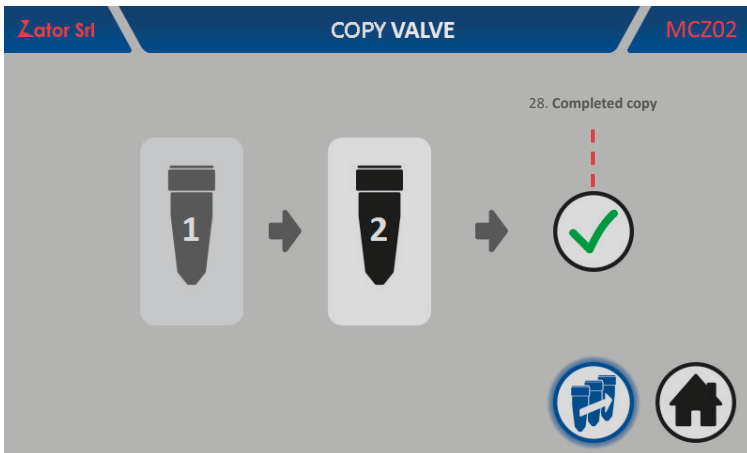 Zator Srl
COPY VALVE
MCZ02
28. Completed copy
1
2